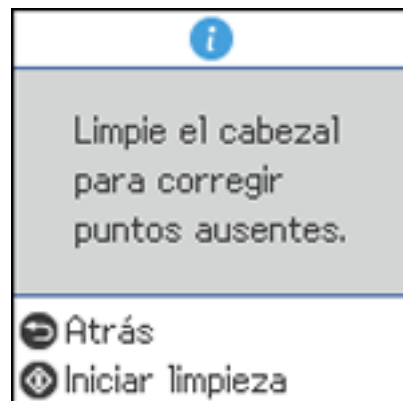 Limpie el cabezal
para corregir
puntos ausentes.
Atrás
Iniciar limpieza